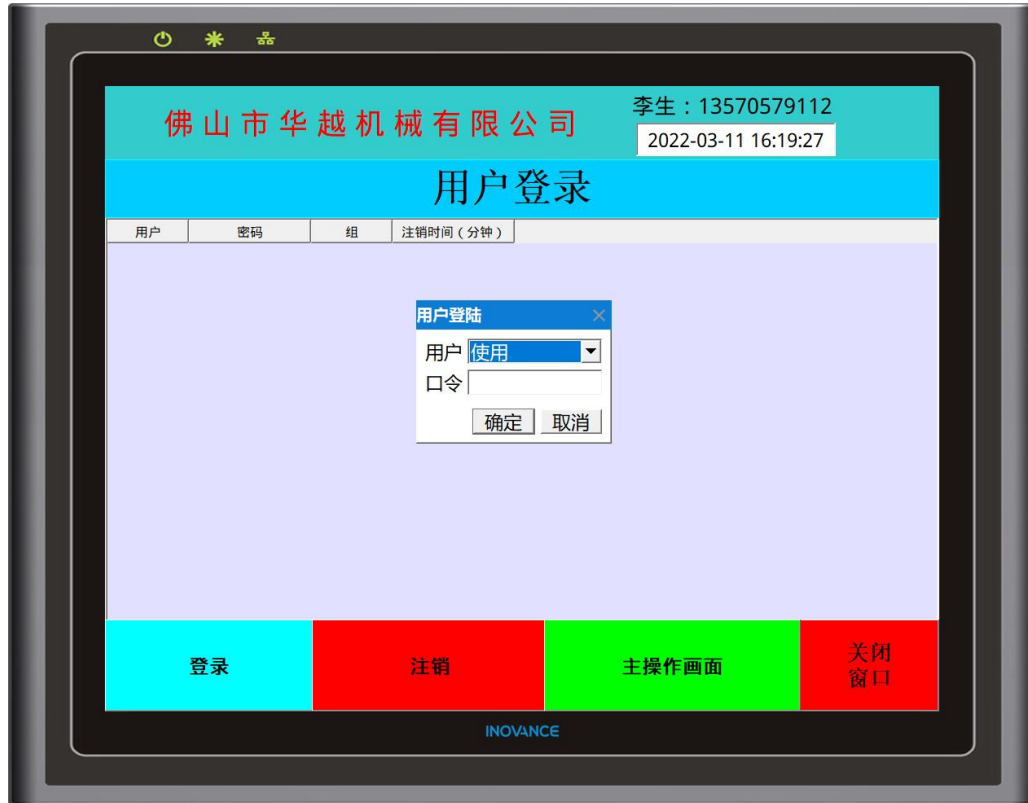 佛山市华越机械有限公司
李生：13570579112
2022-03-11 16:19:27
用户登录
用户 密码 组 注销时间（分钟）
用户登陆
用户 使用
口令
确定 取消
登录 注销 主操作画面 关闭
窗口
INOVANCE